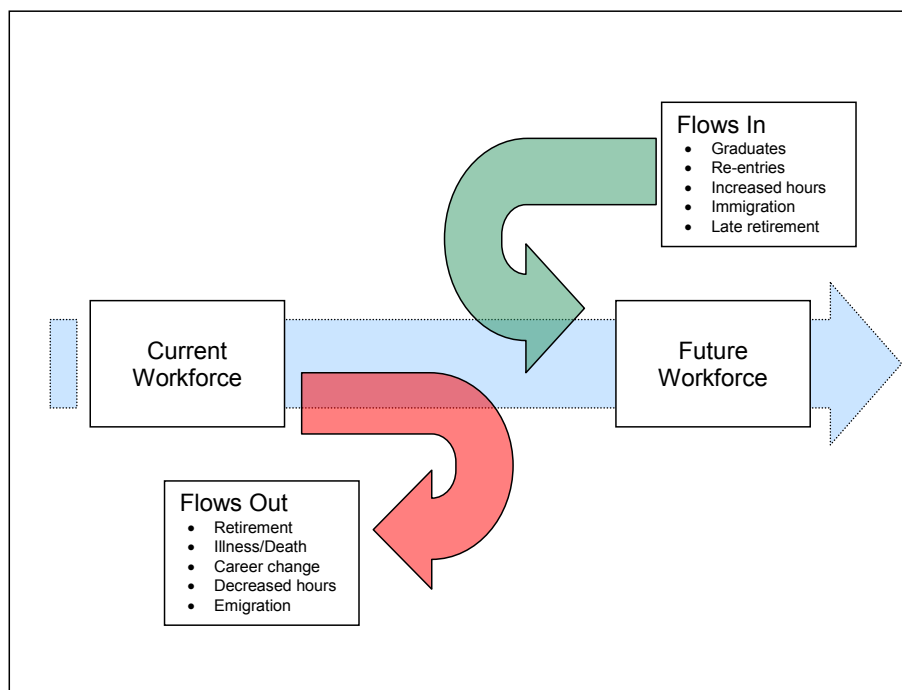 Flows In
• Graduates
• Re-entries
• Increased hours
• Immigration
• Late retirement
Current
Workforce
Future
Workforce
Flows Out
• Retirement
• Illness/Death
• Career change
• Decreased hours
• Emigration